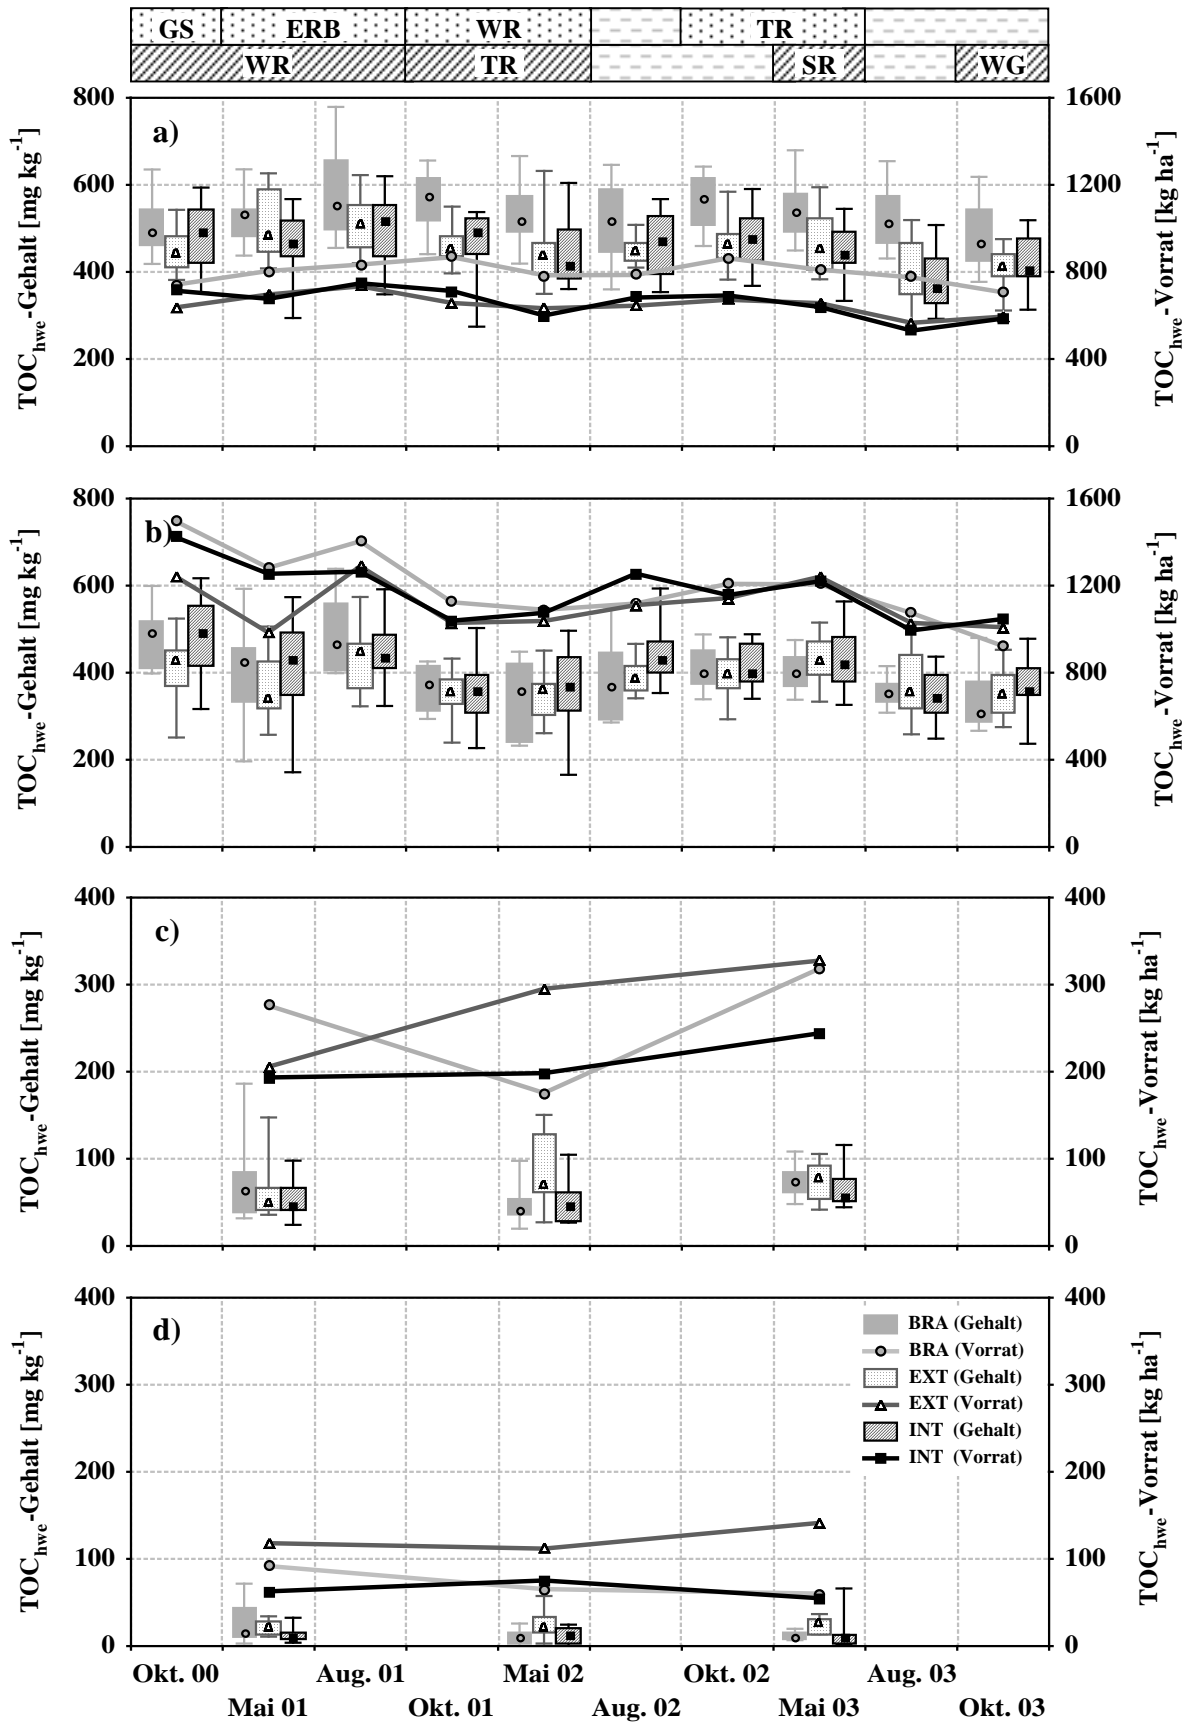 GS ERB WR TR
WR TR SR WG
a)
800 600 400 200 0
TOChwe-Gehalt [mg kg-1]
1600 1200 800 400 0
TOChwe-Vorrat [kg ha-1]
b)
800 600 400 200 0
TOChwe-Gehalt [mg kg-1]
1600 1200 800 400 0
TOChwe-Vorrat [kg ha-1]
c)
400 300 200 100 0
TOChwe-Gehalt [mg kg-1]
400 300 200 100 0
TOChwe-Vorrat [kg ha-1]
d)
400 300 200 100 0
TOChwe-Gehalt [mg kg-1]
400 300 200 100 0
TOChwe-Vorrat [kg ha-1]
BRA (Gehalt)
BRA (Vorrat)
EXT (Gehalt)
EXT (Vorrat)
INT (Gehalt)
INT (Vorrat)
Okt. 00 Aug. 01 Mai 02 Okt. 02 Aug. 03
Mai 01 Okt. 01 Aug. 02 Mai 03 Okt. 03